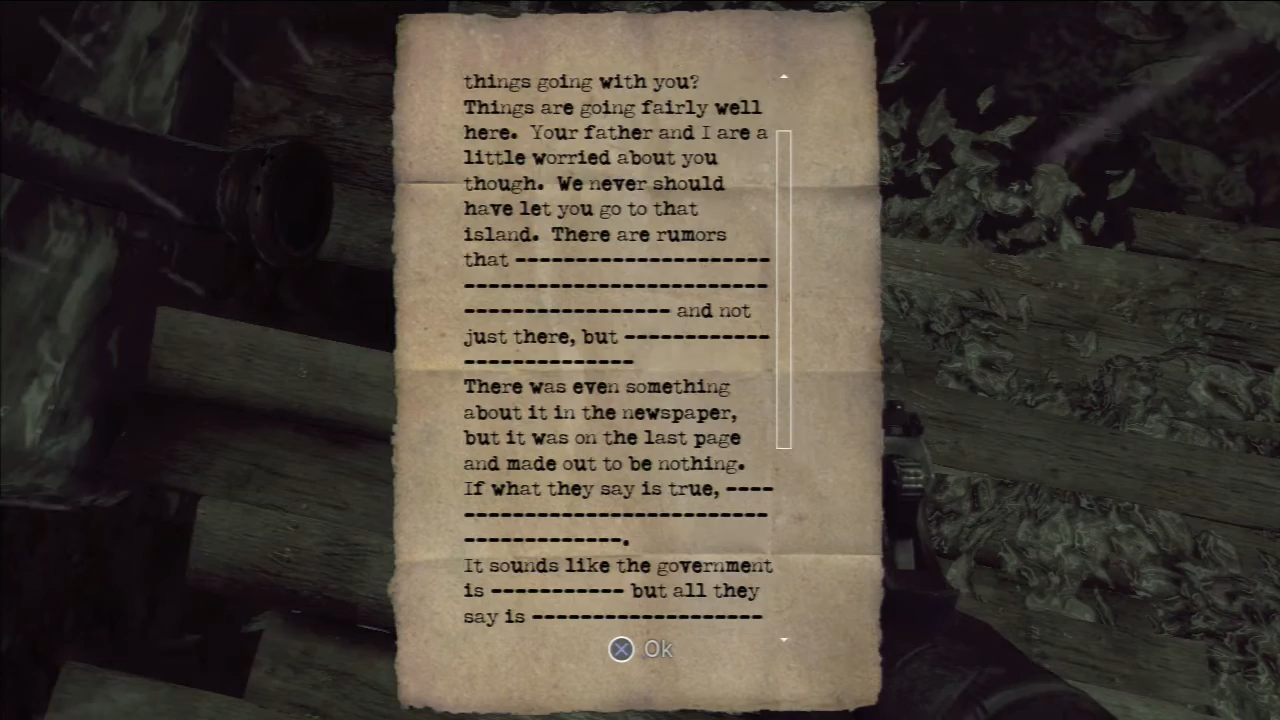 things going with you?
Things are going fairly well
here. Your father and I are a
little worried about you
though. We never should
have let you go to that
island. There are rumors
that ----------------------
--------------------------
------------------ and not
just there, but -------------
---------------
There was even something
about it in the newspaper,
but it was on the last page
and made out to be nothing.
If what they say is true, ----
--------------------------
--------------.
It sounds like the government
is ------------ but all they
say is --------------------
Ok